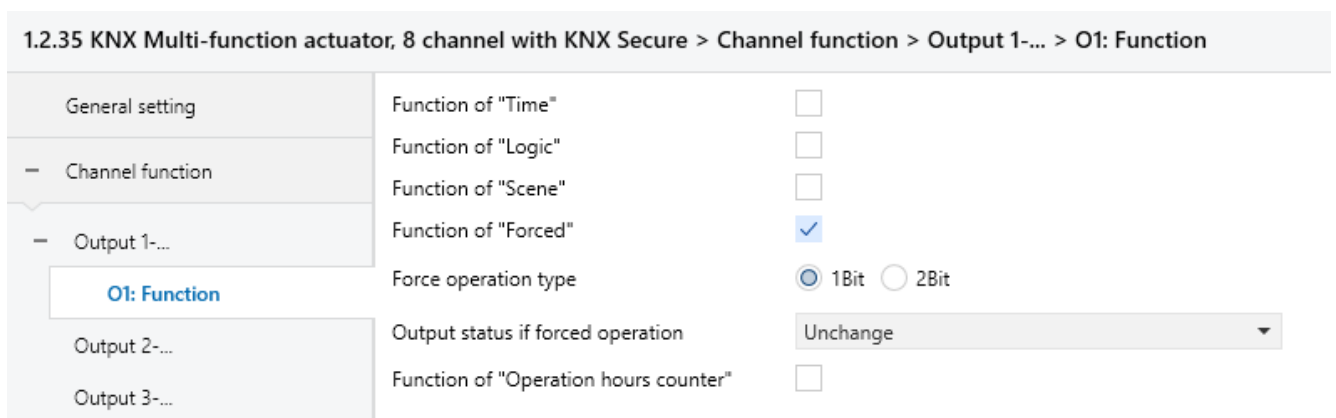 1.2.35 KNX Multi-function actuator, 8 channel with KNX Secure > Channel function > Output 1-... > O1: Function
General setting
Channel function
Output 1-...
O1: Function
Output 2-...
Output 3-...
Function of "Time"
Function of "Logic"
Function of "Scene"
Function of "Forced"
Force operation type 1Bit 2Bit
Output status if forced operation Unchange
Function of "Operation hours counter"